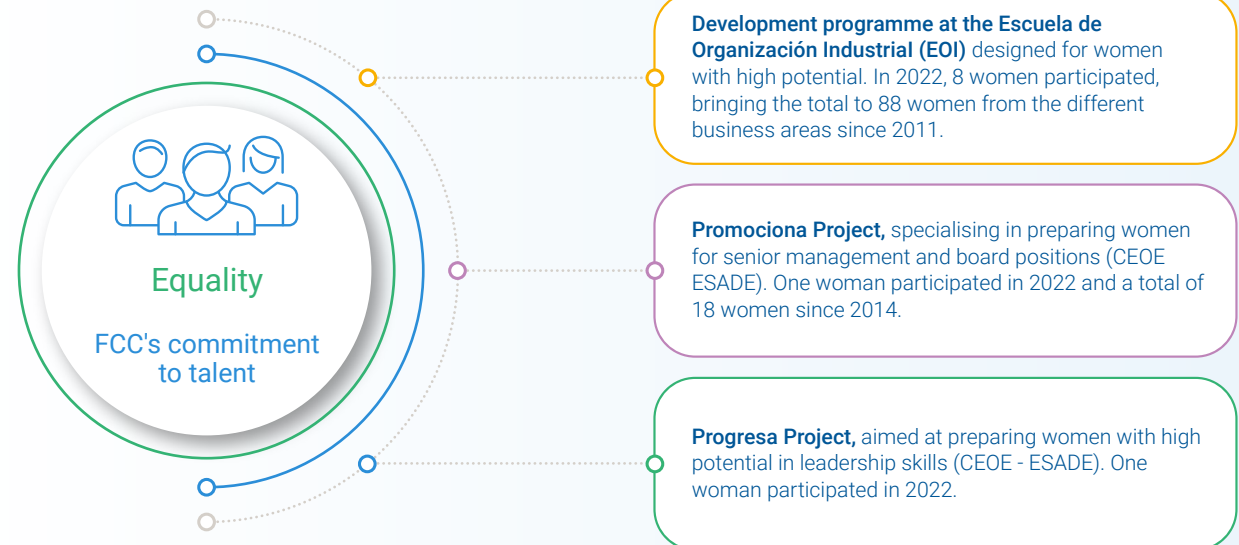 Equality
FCC's commitment
to talent
Development programme at the Escuela de
Organización Industrial (EOI) designed for women
with high potential. In 2022, 8 women participated,
bringing the total to 88 women from the different
business areas since 2011.
Promociona Project, specialising in preparing women
for senior management and board positions (CEOE
ESADE). One woman participated in 2022 and a total of
18 women since 2014.
Progresa Project, aimed at preparing women with high
potential in leadership skills (CEOE - ESADE). One
woman participated in 2022.